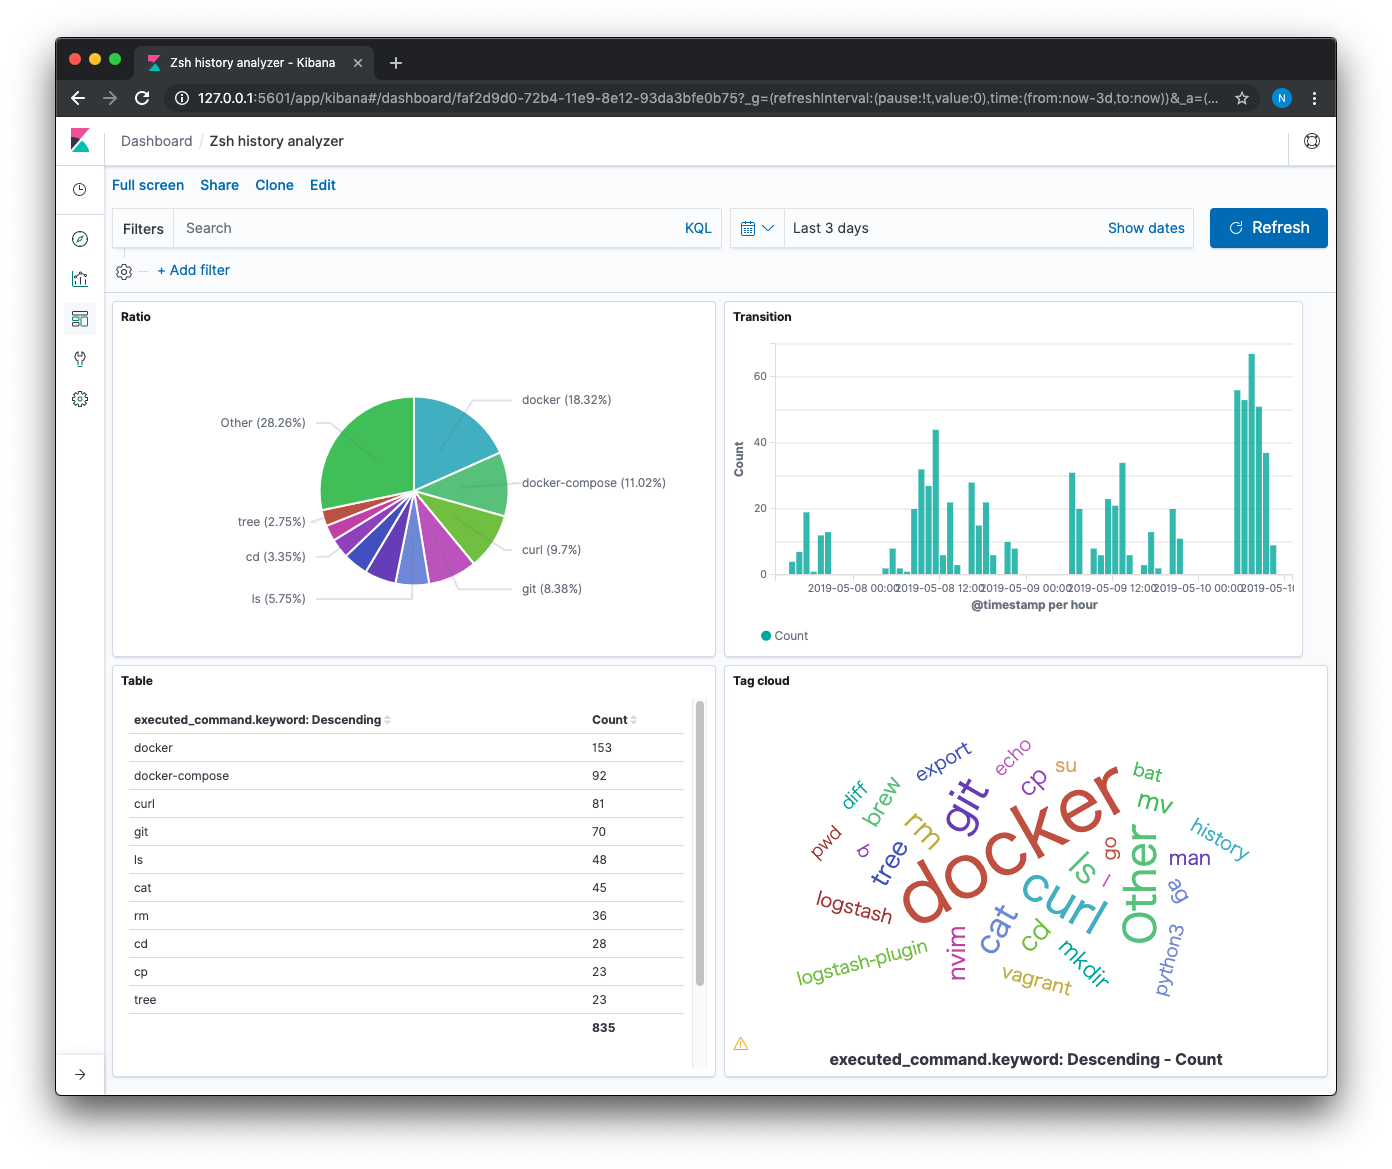 Zsh history analyzer - Kibana
127.0.0.1:5601/app/kibana#/dashboard/faf2d9d0-72b4-11e9-8e12-93da3bfe0b75?_g=(refreshInterval:(pause:!t,value:0),time:(from:now-3d,to:now))&_a=(...
N
Dashboard / Zsh history analyzer
Full screen Share Clone Edit
Filters Search KQL Last 3 days Show dates Refresh
+ Add filter
Ratio
docker (18.32%)
Other (28.26%)
docker-compose (11.02%)
tree (2.75%)
curl (9.7%)
cd (3.35%)
git (8.38%)
ls (5.75%)
Transition
60
40
20
0
Count
2019-05-08 00:00 2019-05-08 12:00 2019-05-09 00:00 2019-05-09 12:00 2019-05-10 00:00 2019-05-10
@timestamp per hour
Count
Table
executed_command.keyword: Descending Count
docker 153
docker-compose 92
curl 81
git 70
ls 48
cat 45
rm 36
cd 28
cp 23
tree 23
835
Tag cloud
export
echo
su
bat
diff
brew
git
cp
docker
mv
pwd
b
rm
tree
go
history
ls
l
Other
man
ag
logstash
curl
cat
cd
nvim
mkdir
logstash-plugin
vagrant
python3
executed_command.keyword: Descending - Count